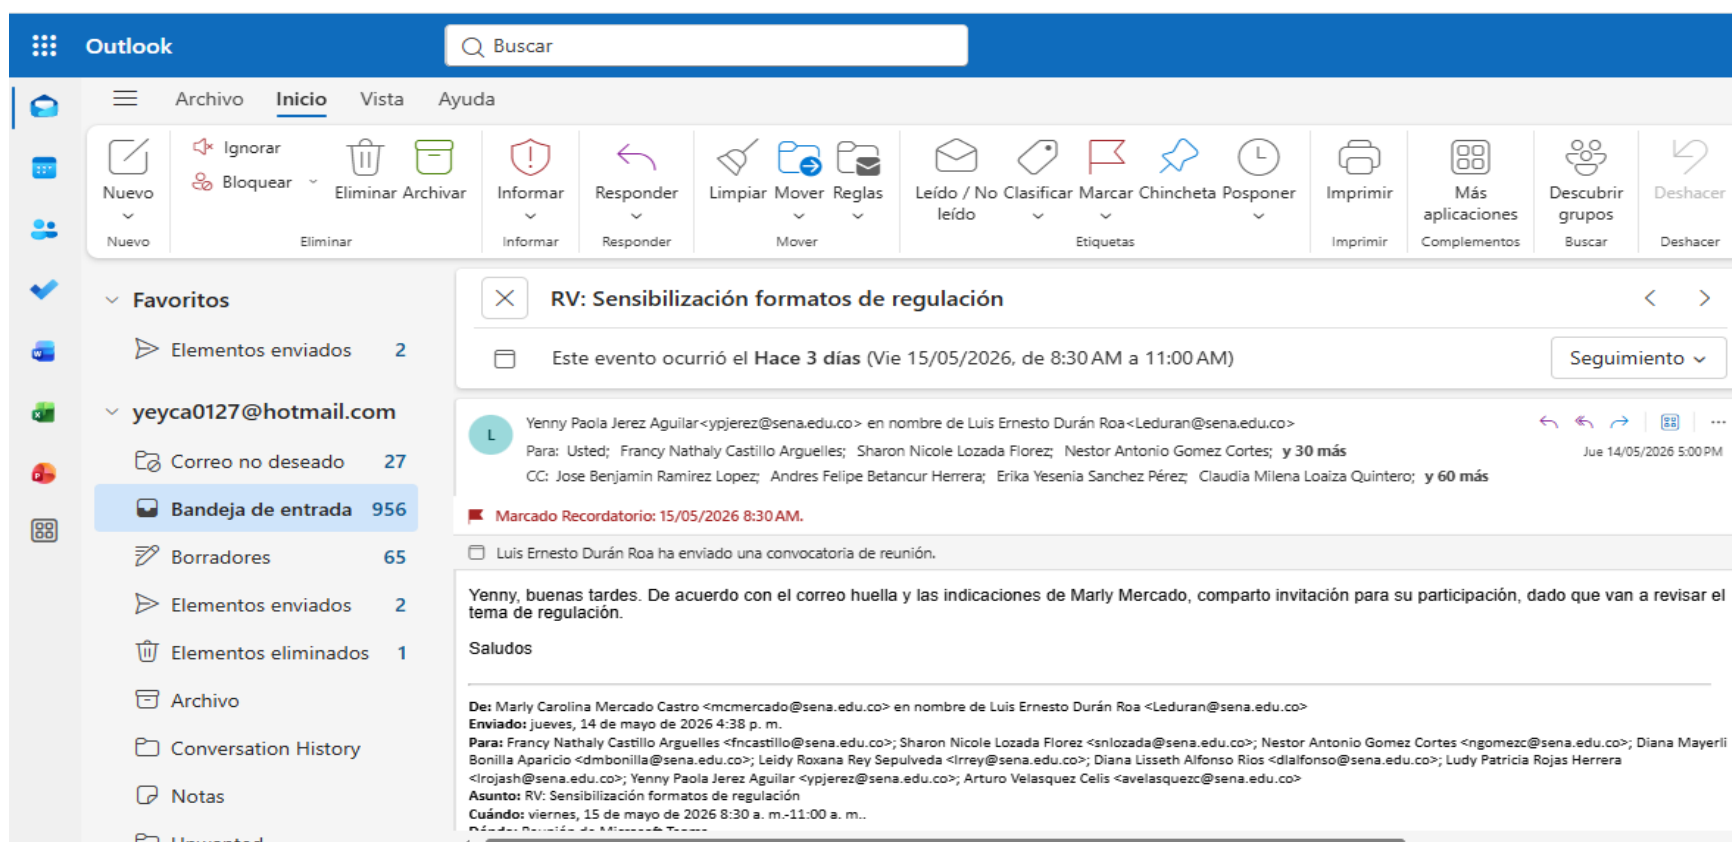 Outlook
Buscar
Archivo Inicio Vista Ayuda
Nuevo
Ignorar
Bloquear
Eliminar Archivar
Informar
Responder
Limpiar Mover Reglas
Leído / No leído
Clasificar Marcar Chincheta Posponer
Imprimir
Más aplicaciones
Descubrir grupos
Deshacer
Nuevo Eliminar Informar Responder Mover Etiquetas Imprimir Complementos Buscar Deshacer
Favoritos
Elementos enviados 2
yeyca0127@hotmail.com
Correo no deseado 27
Bandeja de entrada 956
Borradores 65
Elementos enviados 2
Elementos eliminados 1
Archivo
Conversation History
Notas
RV: Sensibilización formatos de regulación
Este evento ocurrió el Hace 3 días (Vie 15/05/2026, de 8:30 AM a 11:00 AM)
Seguimiento
L
Yenny Paola Jerez Aguilar<ypjerez@sena.edu.co> en nombre de Luis Ernesto Durán Roa<Leduran@sena.edu.co>
Para: Usted; Francy Nathaly Castillo Arguelles; Sharon Nicole Lozada Florez; Nestor Antonio Gomez Cortes; y 30 más
Jue 14/05/2026 5:00 PM
CC: Jose Benjamin Ramirez Lopez; Andres Felipe Betancur Herrera; Erika Yesenia Sanchez Pérez; Claudia Milena Loaiza Quintero; y 60 más
Marcado Recordatorio: 15/05/2026 8:30 AM.
Luis Ernesto Durán Roa ha enviado una convocatoria de reunión.
Yenny, buenas tardes. De acuerdo con el correo huella y las indicaciones de Marly Mercado, comparto invitación para su participación, dado que van a revisar el
tema de regulación.
Saludos
De: Marly Carolina Mercado Castro <mcmercado@sena.edu.co> en nombre de Luis Ernesto Durán Roa <Leduran@sena.edu.co>
Enviado: jueves, 14 de mayo de 2026 4:38 p. m.
Para: Francy Nathaly Castillo Arguelles <fncastillo@sena.edu.co>; Sharon Nicole Lozada Florez <snlozada@sena.edu.co>; Nestor Antonio Gomez Cortes <ngomezc@sena.edu.co>; Diana Mayerli
Bonilla Aparicio <dmbonilla@sena.edu.co>; Leidy Roxana Rey Sepulveda <lrrey@sena.edu.co>; Diana Lisseth Alfonso Rios <dlalfonso@sena.edu.co>; Ludy Patricia Rojas Herrera
<lrojash@sena.edu.co>; Yenny Paola Jerez Aguilar <ypjerez@sena.edu.co>; Arturo Velasquez Celis <avelasquezc@sena.edu.co>
Asunto: RV: Sensibilización formatos de regulación
Cuándo: viernes, 15 de mayo de 2026 8:30 a. m.-11:00 a. m..